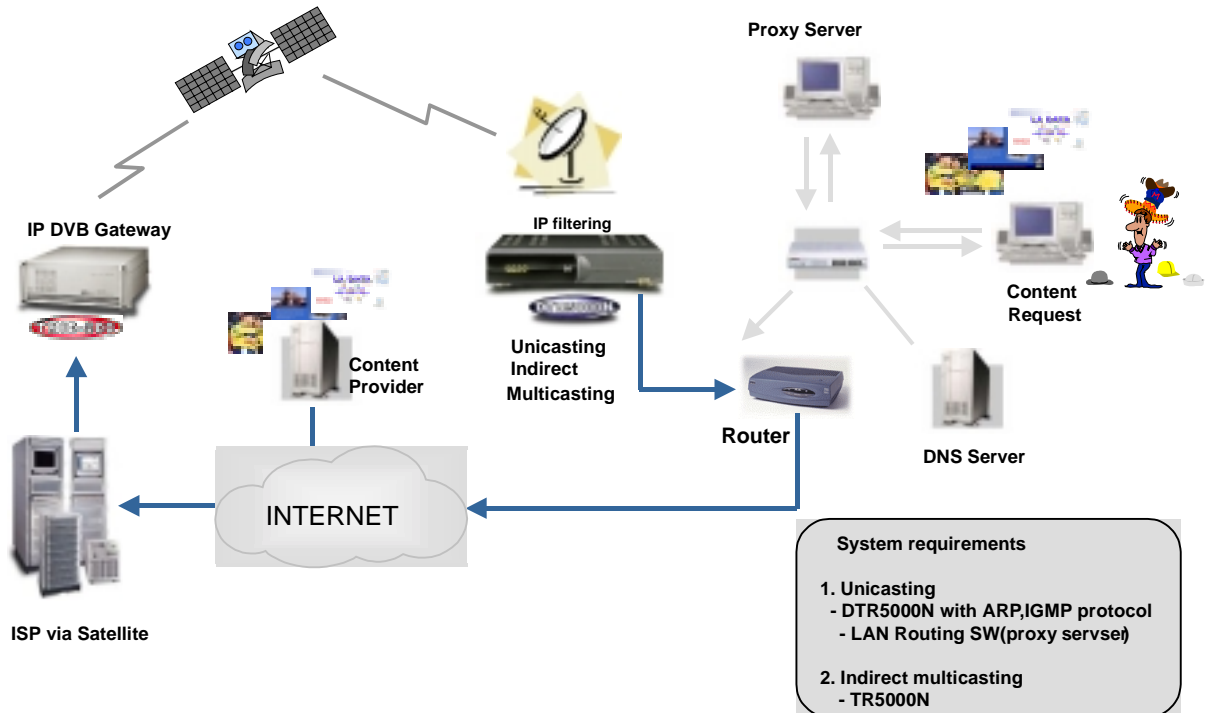 Proxy Server
IP DVB Gateway
IP filtering
Content
Provider
Unicasting
Indirect
Multicasting
Content
Request
Router
DNS Server
INTERNET
ISP via Satellite
System requirements
1. Unicasting
- DTR5000N with ARP,IGMP protocol
- LAN Routing SW(proxy servser)
2. Indirect multicasting
- TR5000N